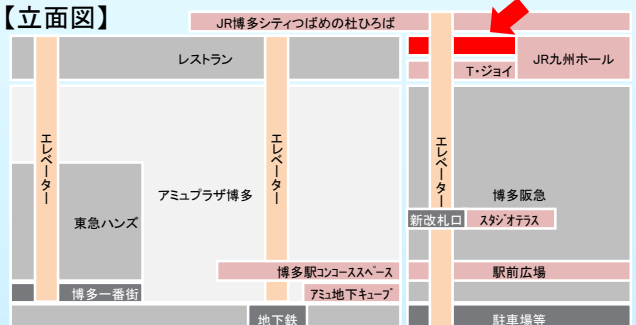 【立面図】
JR博多シティつばめの杜ひろば
レストラン
T・ジョイ
JR九州ホール
エレベーター
エレベーター
エレベーター
東急ハンズ
アミュプラザ博多
博多阪急
新改札口
スタジオテラス
博多駅コンコーススペース
駅前広場
博多一番街
アミュ地下キューブ
地下鉄
駐車場等